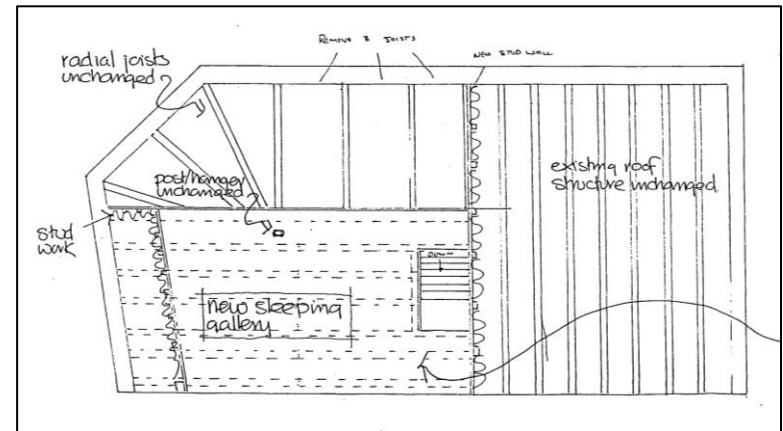 REMOVE 3 JOISTS
NEW STUD WALL
radial joists
unchanged
existing roof
structure unchanged
post/hanger
unchanged
stud
work
DOWN
new sleeping
gallery